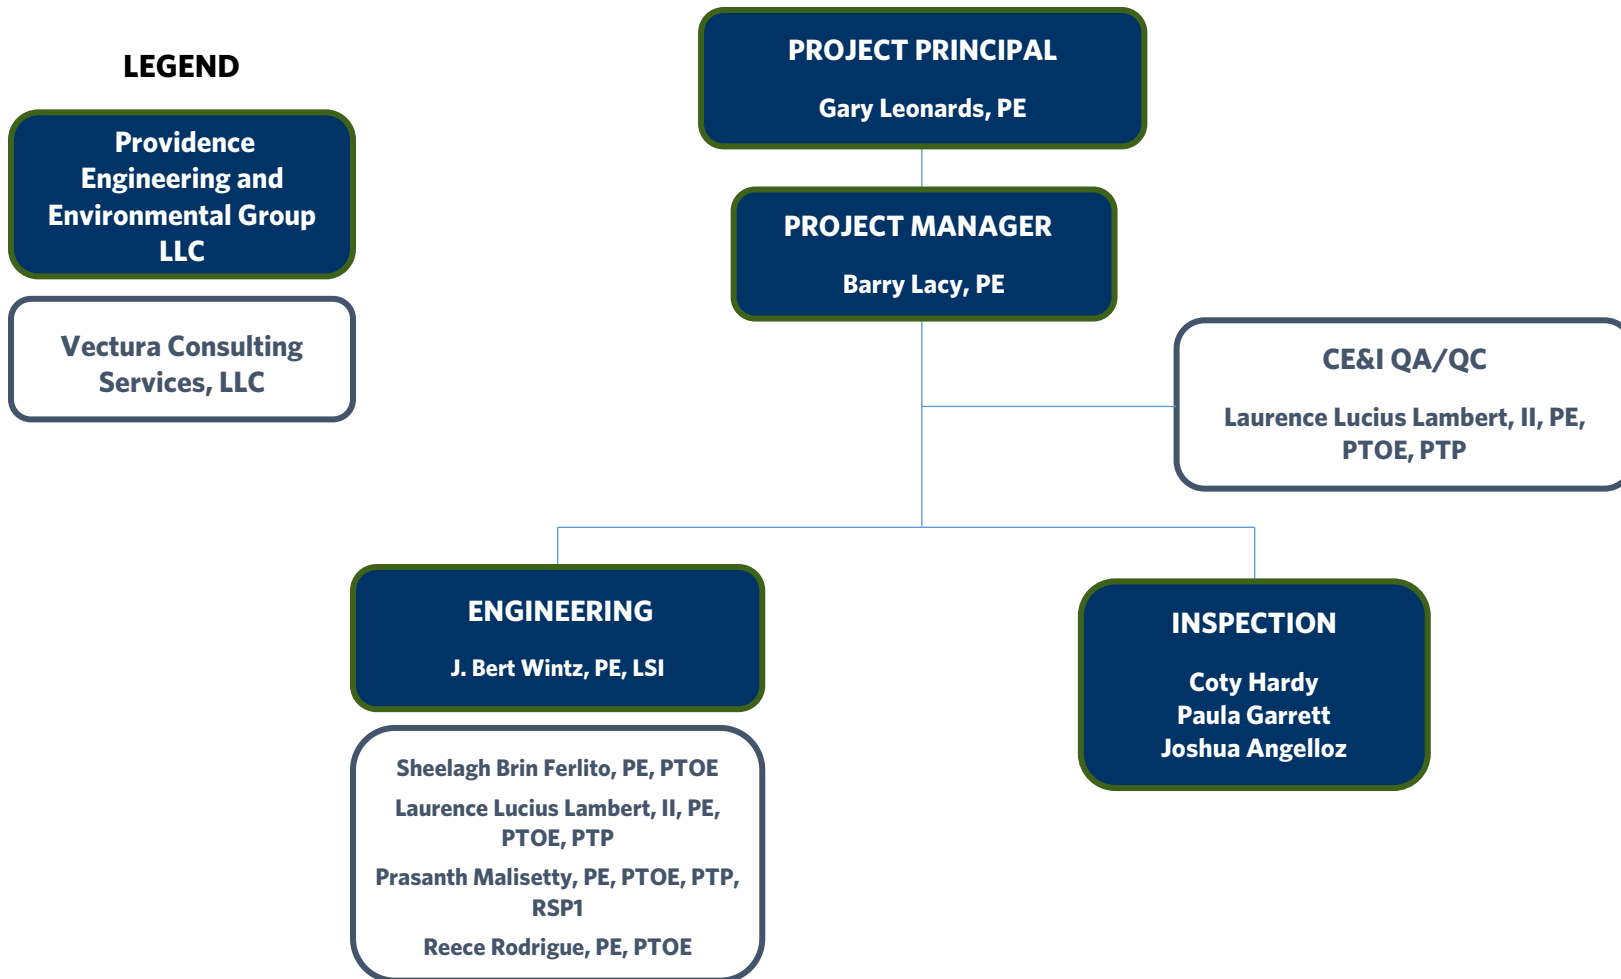 LEGEND
Providence
Engineering and
Environmental Group
LLC
Vectura Consulting
Services, LLC
PROJECT PRINCIPAL
Gary Leonards, PE
PROJECT MANAGER
Barry Lacy, PE
CE&I QA/QC
Laurence Lucius Lambert, II, PE,
PTOE, PTP
ENGINEERING
J. Bert Wintz, PE, LSI
Sheelagh Brin Ferlito, PE, PTOE
Laurence Lucius Lambert, II, PE,
PTOE, PTP
Prasanth Malisetty, PE, PTOE, PTP,
RSP1
Reece Rodrigue, PE, PTOE
INSPECTION
Coty Hardy
Paula Garrett
Joshua Angelloz